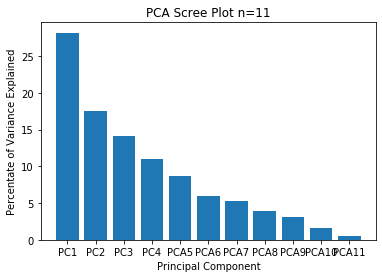 PCA Scree Plot n=11
Percentate of Variance Explained
25
20
15
10
5
0
PC1 PC2 PC3 PC4 PCA5 PCA6 PCA7 PCA8 PCA9 PCA10 PCA11
Principal Component